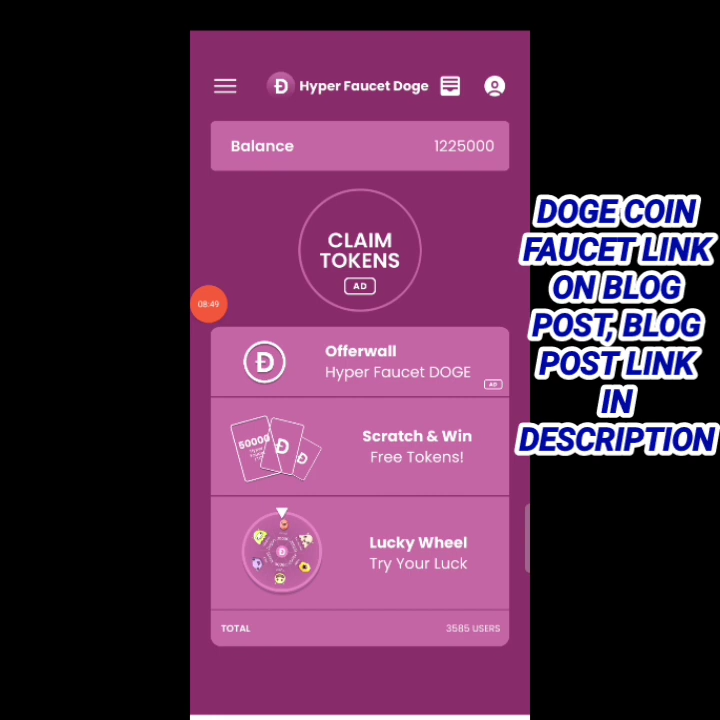 Hyper Faucet Doge
Balance 1225000
CLAIM
TOKENS
AD
08:49
Offerwall
Hyper Faucet DOGE
AD
50000
Scratch & Win
Free Tokens!
Lucky Wheel
Try Your Luck
TOTAL 3585 USERS
DOGE COIN
FAUCET LINK
ON BLOG
POST, BLOG
POST LINK
IN
DESCRIPTION